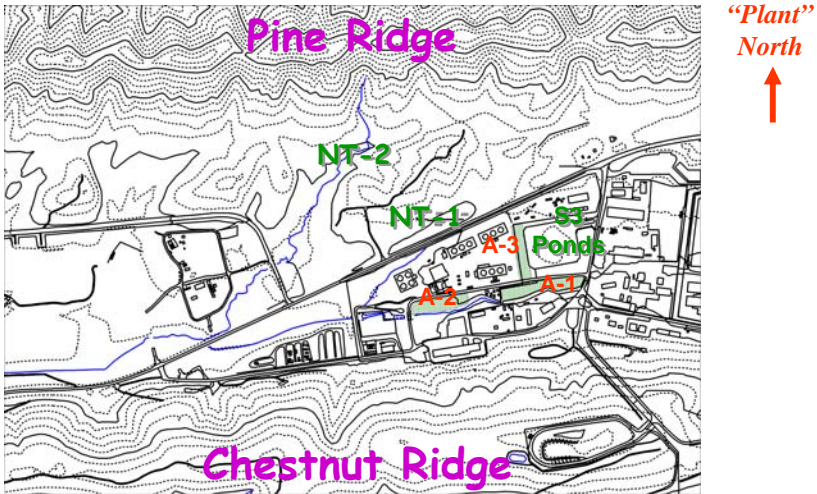 Pine Ridge
“Plant”
North
NT-2
NT-1
S3
Ponds
A-3
A-1
A-2
Chestnut Ridge